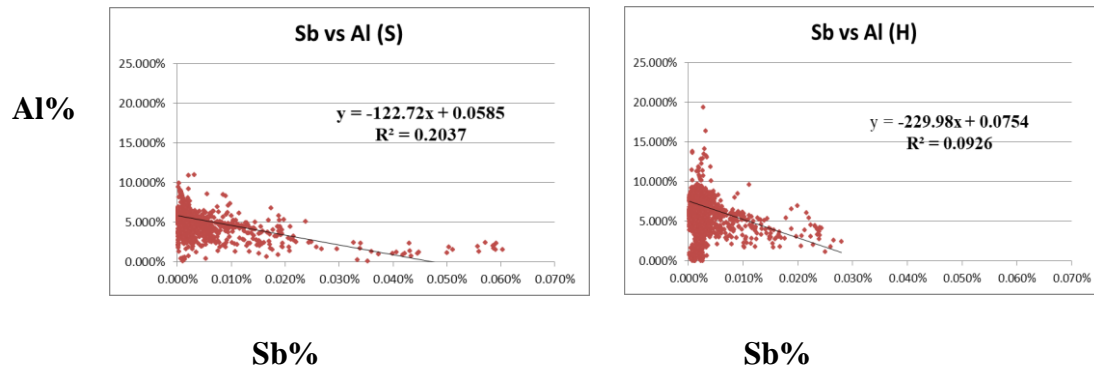 Sb vs Al (S)
25.000%
20.000%
15.000%
10.000%
5.000%
0.000%
y = -122.72x + 0.0585
R² = 0.2037
0.000% 0.010% 0.020% 0.030% 0.040% 0.050% 0.060% 0.070%
Al%
Sb%
Sb vs Al (H)
25.000%
20.000%
15.000%
10.000%
5.000%
0.000%
y = -229.98x + 0.0754
R² = 0.0926
0.000% 0.010% 0.020% 0.030% 0.040% 0.050% 0.060% 0.070%
Sb%